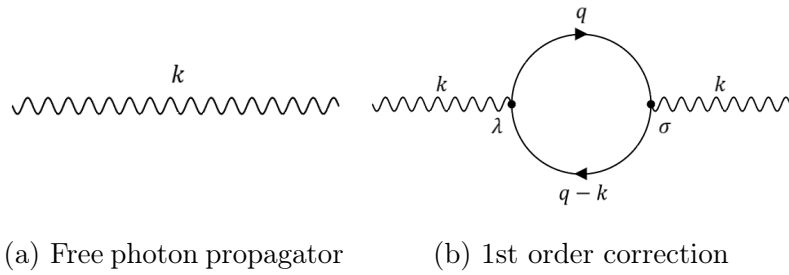 k
q
k
k
λ
σ
q − k
(a) Free photon propagator
(b) 1st order correction